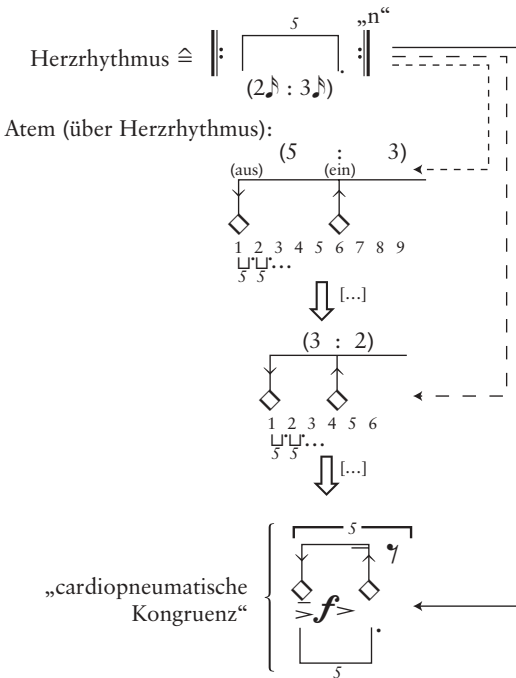 5 „n“
Herzrhythmus ≙
(2𝅘𝅥𝅯 : 3𝅘𝅥𝅯)
Atem (über Herzrhythmus):
(5 : 3)
(aus) (ein)
1 2 3 4 5 6 7 8 9
...
5 5
[...]
(3 : 2)
1 2 3 4 5 6
...
5 5
[...]
5
„cardiopneumatische
Kongruenz“
f
5